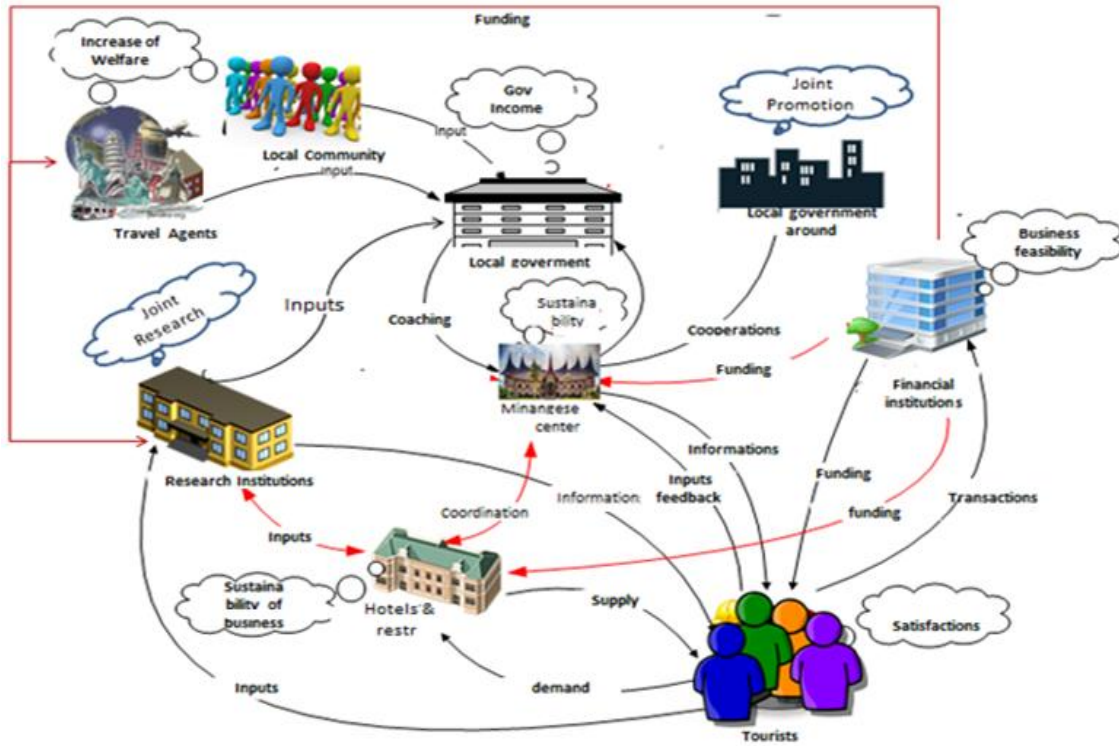 Funding
Increase of
Welfare
Gov
Income
Joint
Promotion
Input
Local Community
input
Travel Agents
Local government
around
Business
feasibility
Local goverment
Joint
Research
Inputs
Coaching
Sustaina
bility
Cooperations
Funding
Financial
institutions
Minangese
center
Research Institutions
Informations
Inputs
feedback
Funding
Transactions
Information
Coordination
funding
Inputs
Sustaina
bility of
business
Hotels &
restr
Supply
Satisfactions
Inputs
demand
Tourists